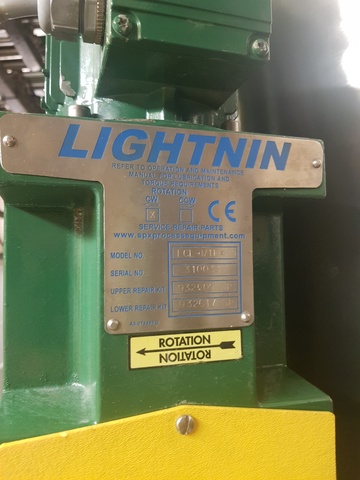 LIGHTNIN
REFER TO OPERATION AND MAINTENANCE
MANUAL FOR LUBRICATION AND
TORQUE REQUIREMENTS
ROTATION
CW CCW
X CE
SERVICE/REPAIR PARTS
www.spxprocessequipment.com
MODEL NO.
SERIAL NO.
UPPER REPAIR KIT
LOWER REPAIR KIT
ROTATION
ROTATION